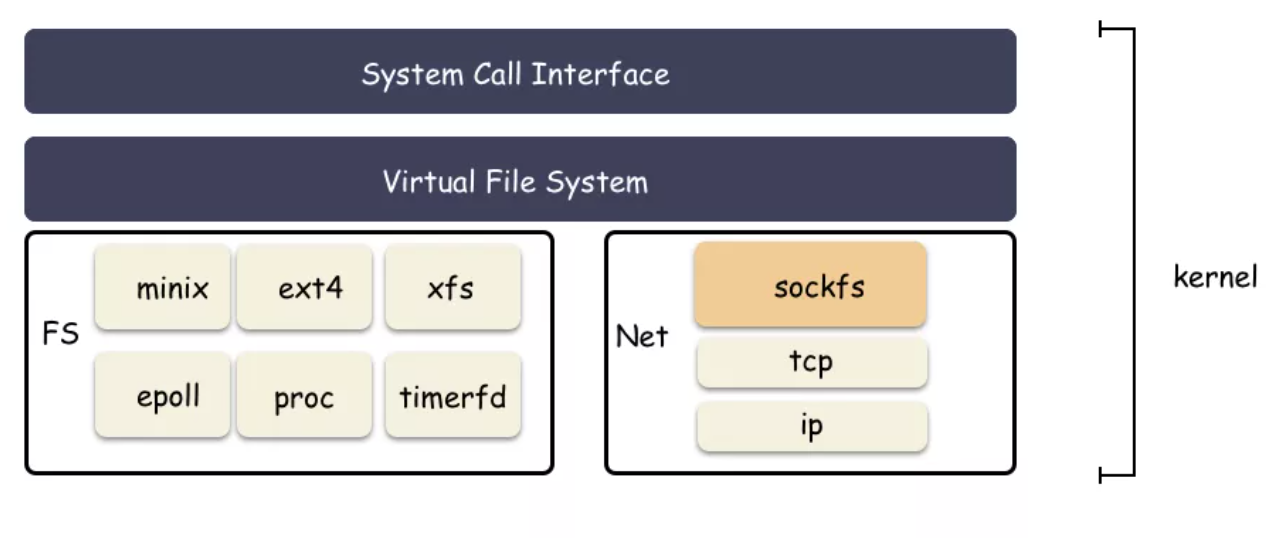 System Call Interface
Virtual File System
FS
minix
ext4
xfs
epoll
proc
timerfd
Net
sockfs
tcp
ip
kernel